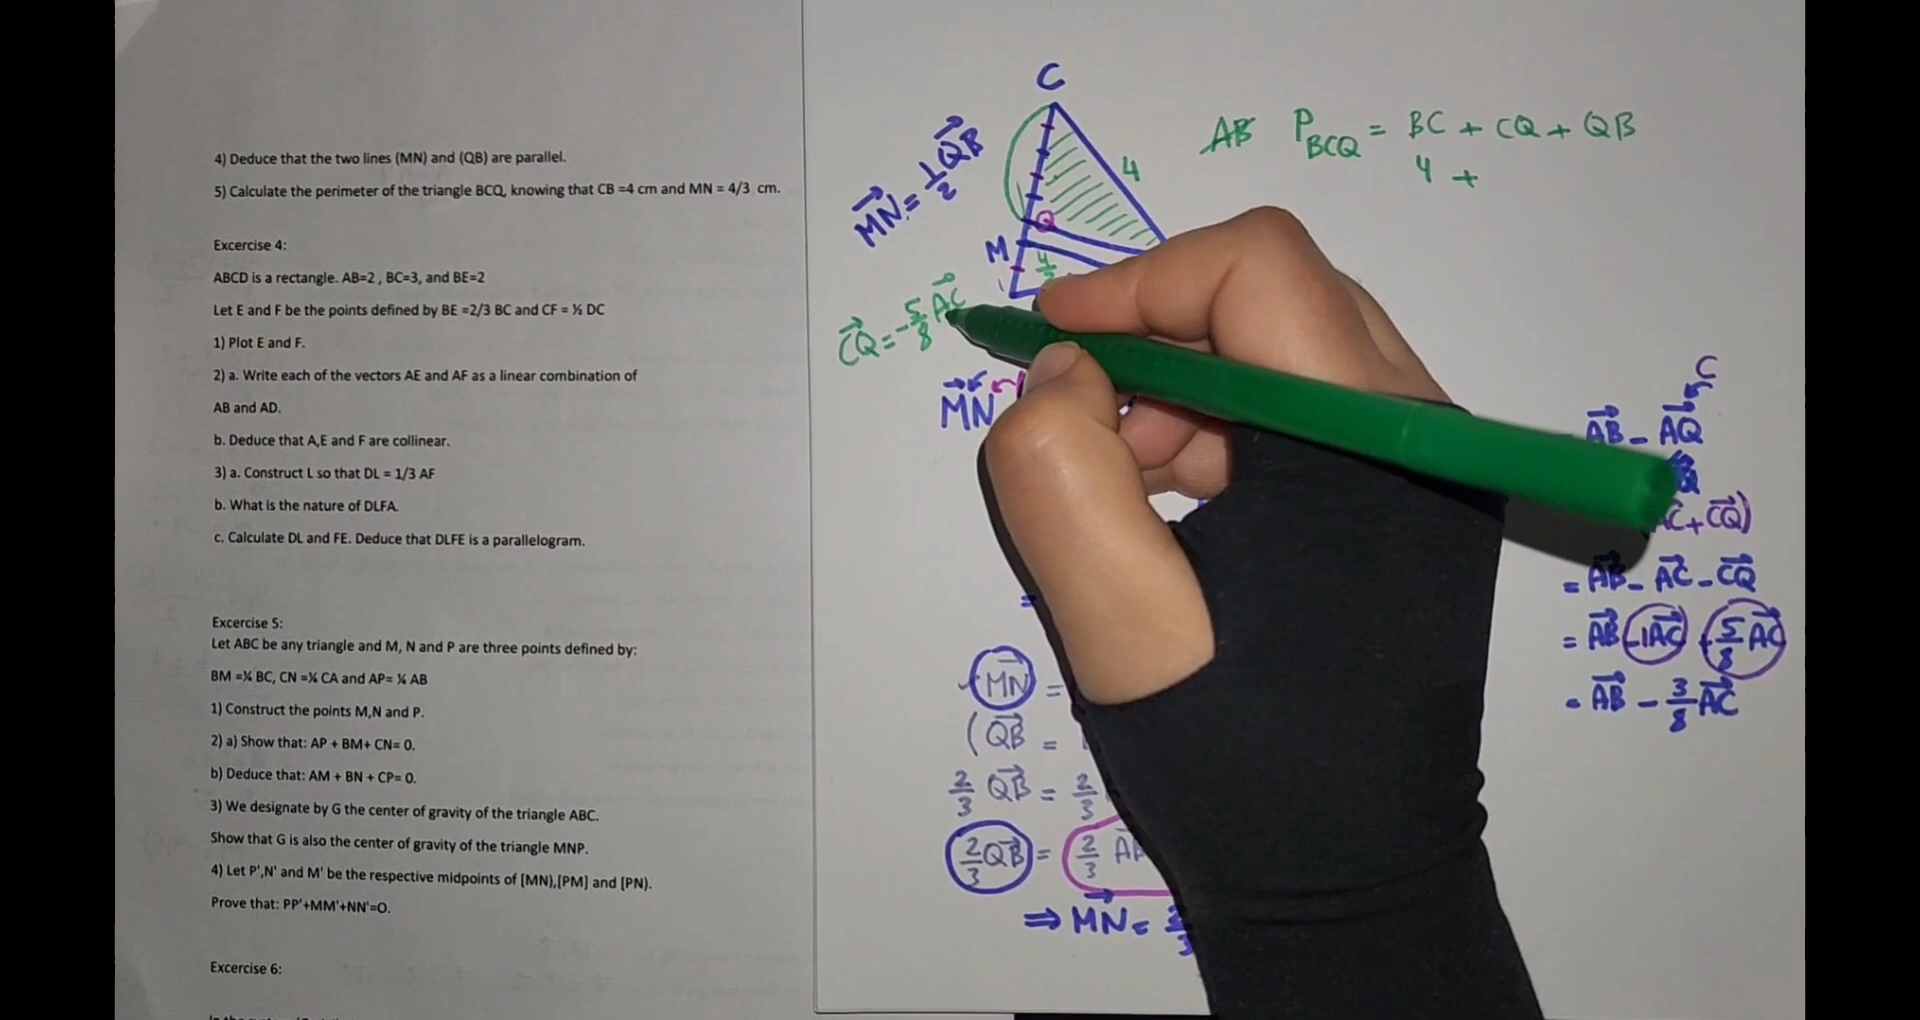 4) Deduce that the two lines (MN) and (QB) are parallel.
5) Calculate the perimeter of the triangle BCQ, knowing that CB =4 cm and MN = 4/3 cm.
Excercise 4:
ABCD is a rectangle. AB=2 , BC=3, and BE=2
Let E and F be the points defined by BE =2/3 BC and CF = ½ DC
1) Plot E and F.
2) a. Write each of the vectors AE and AF as a linear combination of
AB and AD.
b. Deduce that A,E and F are collinear.
3) a. Construct L so that DL = 1/3 AF
b. What is the nature of DLFA.
c. Calculate DL and FE. Deduce that DLFE is a parallelogram.
Excercise 5:
Let ABC be any triangle and M, N and P are three points defined by:
BM =¼ BC, CN =¼ CA and AP= ¼ AB
1) Construct the points M,N and P.
2) a) Show that: AP + BM+ CN= 0.
b) Deduce that: AM + BN + CP= 0.
3) We designate by G the center of gravity of the triangle ABC.
Show that G is also the center of gravity of the triangle MNP.
4) Let P',N' and M' be the respective midpoints of [MN),[PM] and [PN).
Prove that: PP'+MM'+NN'=O.
Excercise 6:
C
AB P BCQ = BC + CQ + QB
4 +
4
MN = 1/2 QB
Q
M
4
CQ = -5/8 AC
MN
C
AB - AQ
AC + CQ)
= AB - AC - CQ
= AB - 1AC + 5/8 AC
= AB - 3/8 AC
MN =
(QB =
2/3 QB = 2/3
2/3 QB = 2/3 AB
⇒ MN = 2/3